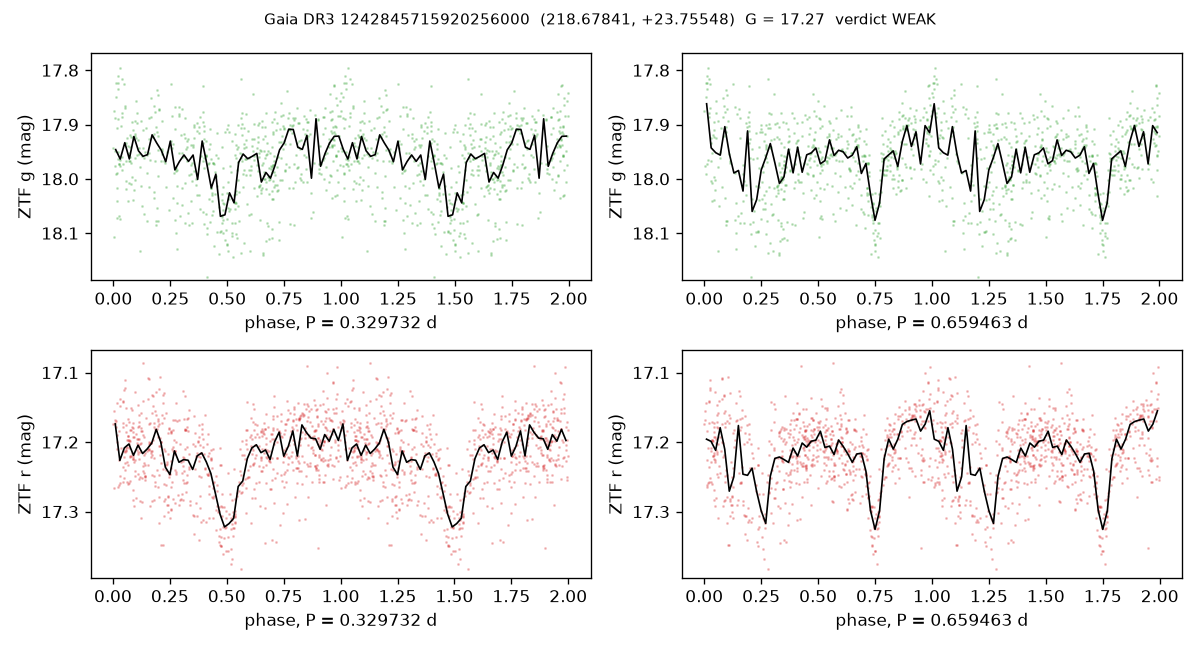 Gaia DR3 1242845715920256000 (218.67841, +23.75548) G = 17.27 verdict WEAK
ZTF g (mag)
17.8
17.9
18.0
18.1
0.00 0.25 0.50 0.75 1.00 1.25 1.50 1.75 2.00
phase, P = 0.329732 d
ZTF g (mag)
17.8
17.9
18.0
18.1
0.00 0.25 0.50 0.75 1.00 1.25 1.50 1.75 2.00
phase, P = 0.659463 d
ZTF r (mag)
17.1
17.2
17.3
0.00 0.25 0.50 0.75 1.00 1.25 1.50 1.75 2.00
phase, P = 0.329732 d
ZTF r (mag)
17.1
17.2
17.3
0.00 0.25 0.50 0.75 1.00 1.25 1.50 1.75 2.00
phase, P = 0.659463 d